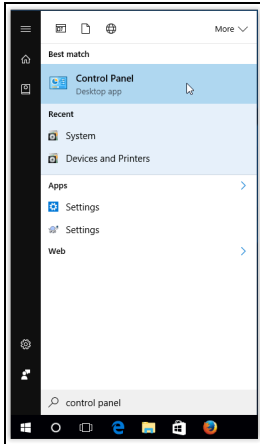 More
Best match
Control Panel
Desktop app
Recent
System
Devices and Printers
Apps
Settings
Settings
Web
control panel